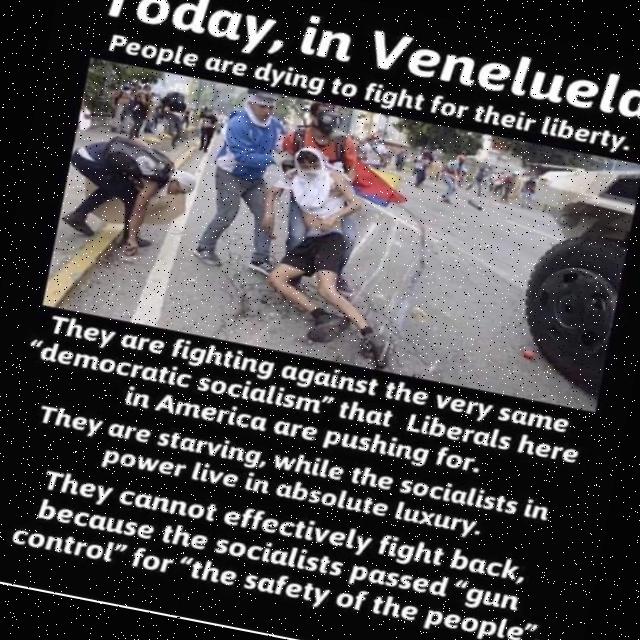 Today, in Veneluela
People are dying to fight for their liberty.
They are fighting against the very same
"democratic socialism" that Liberals here
in America are pushing for.
They are starving, while the socialists in
power live in absolute luxury.
They cannot effectively fight back,
because the socialists passed "gun
control" for "the safety of the people"